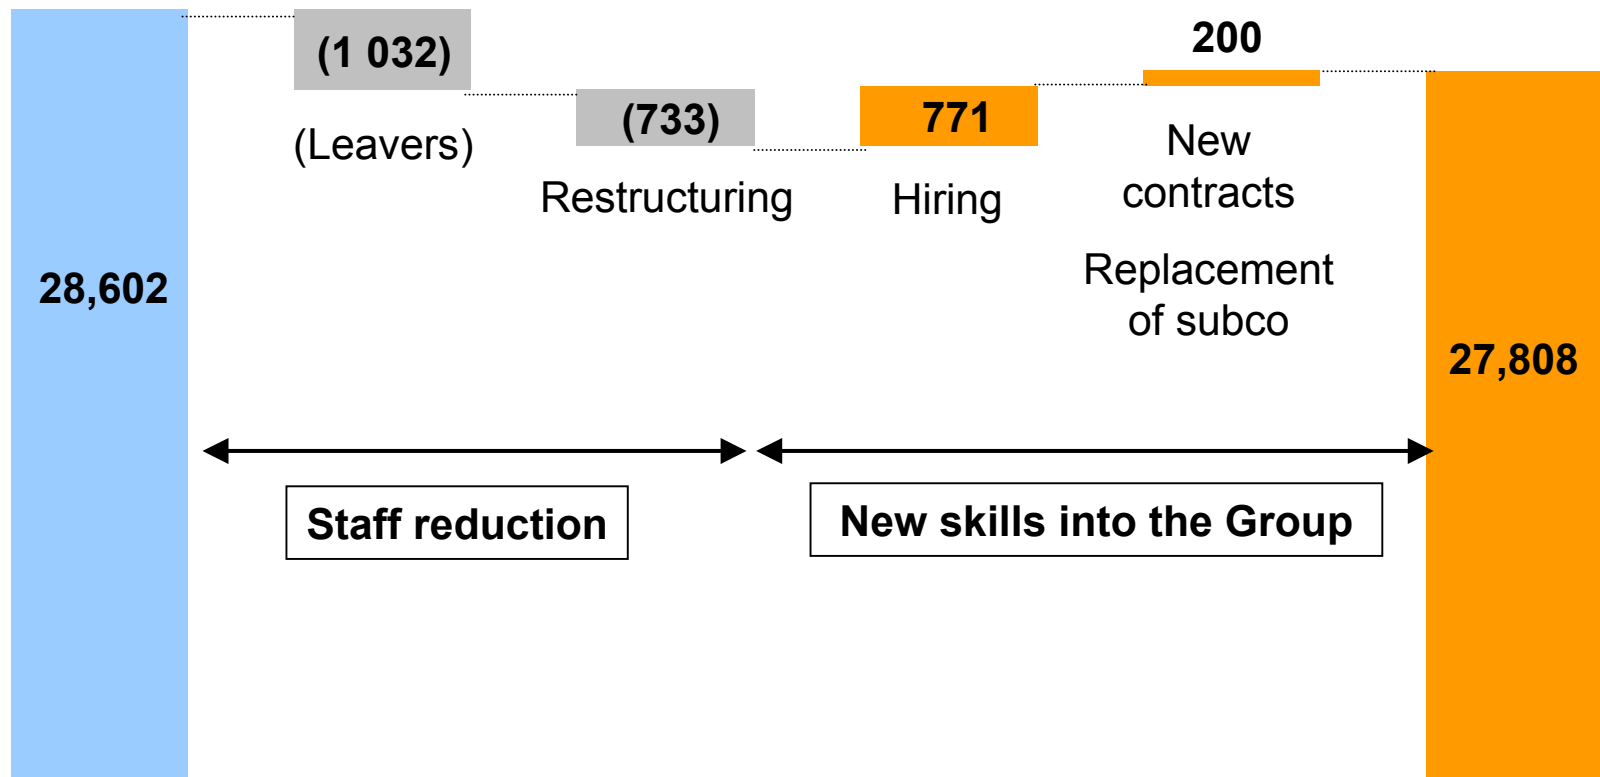 28,602
(1 032)
(Leavers)
(733)
Restructuring
771
Hiring
200
New
contracts
Replacement
of subco
27,808
Staff reduction
New skills into the Group